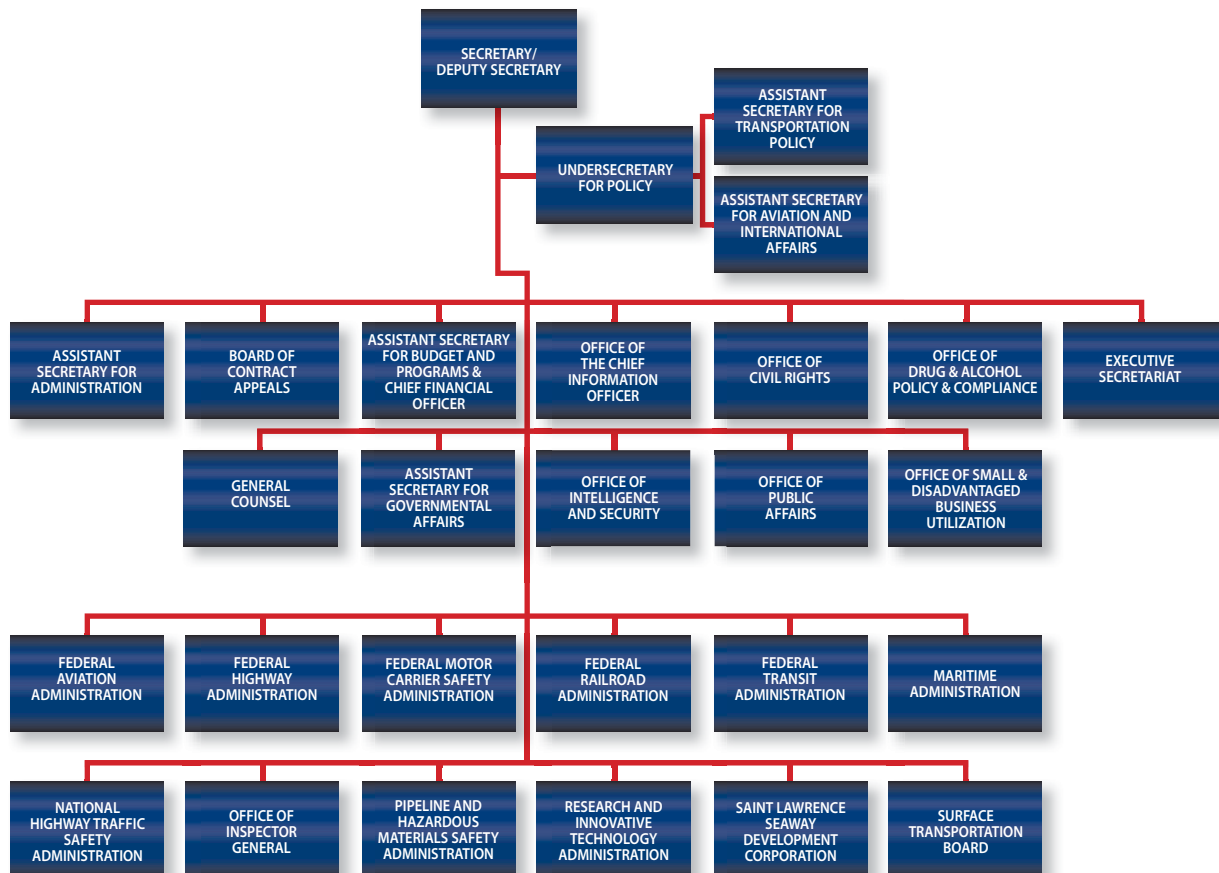 SECRETARY/
DEPUTY SECRETARY
ASSISTANT
SECRETARY FOR
TRANSPORTATION
POLICY
UNDERSECRETARY
FOR POLICY
ASSISTANT SECRETARY
FOR AVIATION AND
INTERNATIONAL
AFFAIRS
ASSISTANT
SECRETARY FOR
ADMINISTRATION
BOARD OF
CONTRACT
APPEALS
ASSISTANT SECRETARY
FOR BUDGET AND
PROGRAMS &
CHIEF FINANCIAL
OFFICER
OFFICE OF
THE CHIEF
INFORMATION
OFFICER
OFFICE OF
CIVIL RIGHTS
OFFICE OF
DRUG & ALCOHOL
POLICY & COMPLIANCE
EXECUTIVE
SECRETARIAT
GENERAL
COUNSEL
ASSISTANT
SECRETARY FOR
GOVERNMENTAL
AFFAIRS
OFFICE OF
INTELLIGENCE
AND SECURITY
OFFICE OF
PUBLIC
AFFAIRS
OFFICE OF SMALL &
DISADVANTAGED
BUSINESS
UTILIZATION
FEDERAL
AVIATION
ADMINISTRATION
FEDERAL
HIGHWAY
ADMINISTRATION
FEDERAL MOTOR
CARRIER SAFETY
ADMINISTRATION
FEDERAL
RAILROAD
ADMINISTRATION
FEDERAL
TRANSIT
ADMINISTRATION
MARITIME
ADMINISTRATION
NATIONAL
HIGHWAY TRAFFIC
SAFETY
ADMINISTRATION
OFFICE OF
INSPECTOR
GENERAL
PIPELINE AND
HAZARDOUS
MATERIALS SAFETY
ADMINISTRATION
RESEARCH AND
INNOVATIVE
TECHNOLOGY
ADMINISTRATION
SAINT LAWRENCE
SEAWAY
DEVELOPMENT
CORPORATION
SURFACE
TRANSPORTATION
BOARD